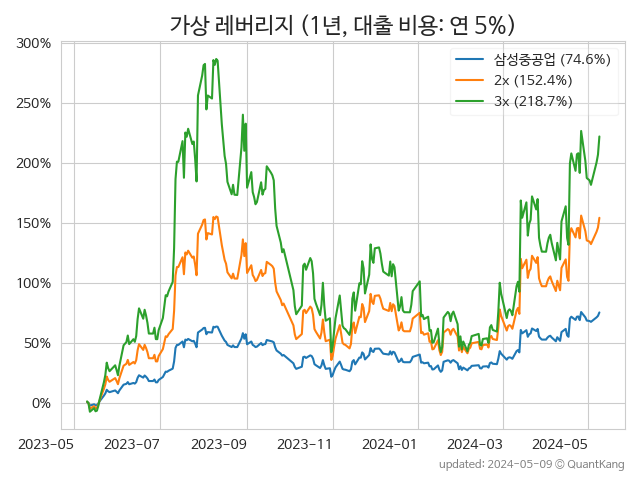 가상 레버리지 (1년, 대출 비용: 연 5%)
300%
250%
200%
150%
100%
50%
0%
삼성중공업 (74.6%)
2x (152.4%)
3x (218.7%)
2023-05 2023-07 2023-09 2023-11 2024-01 2024-03 2024-05
updated: 2024-05-09 © QuantKang